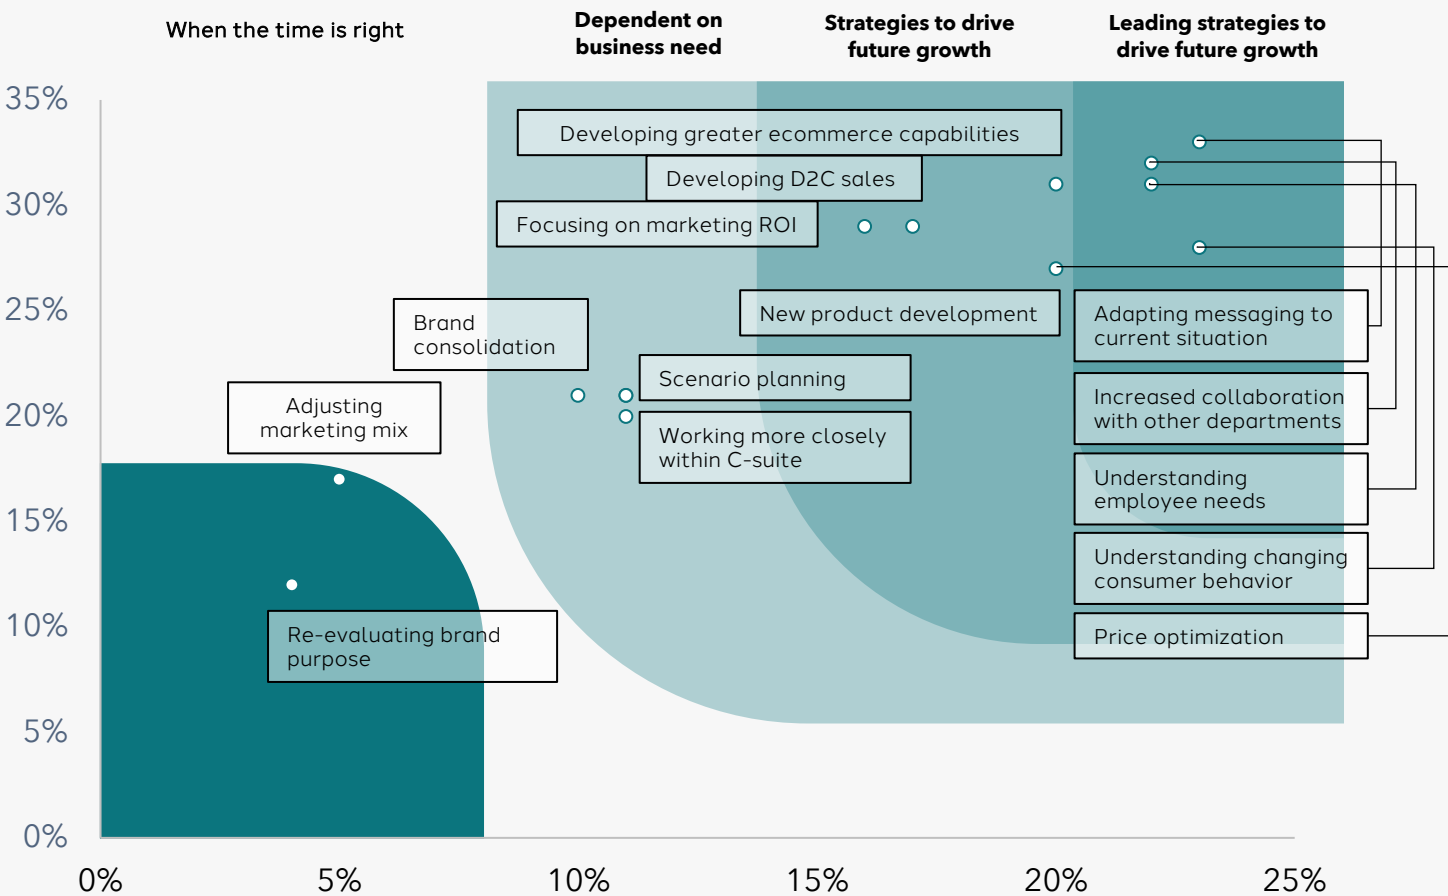 When the time is right
Dependent on
business need
Strategies to drive
future growth
Leading strategies to
drive future growth
35%
30%
25%
20%
15%
10%
5%
0%
Developing greater ecommerce capabilities
Developing D2C sales
Focusing on marketing ROI
Brand
consolidation
New product development
Adjusting
marketing mix
Scenario planning
Working more closely
within C-suite
Re-evaluating brand
purpose
Adapting messaging to
current situation
Increased collaboration
with other departments
Understanding
employee needs
Understanding changing
consumer behavior
Price optimization
0%
5%
10%
15%
20%
25%